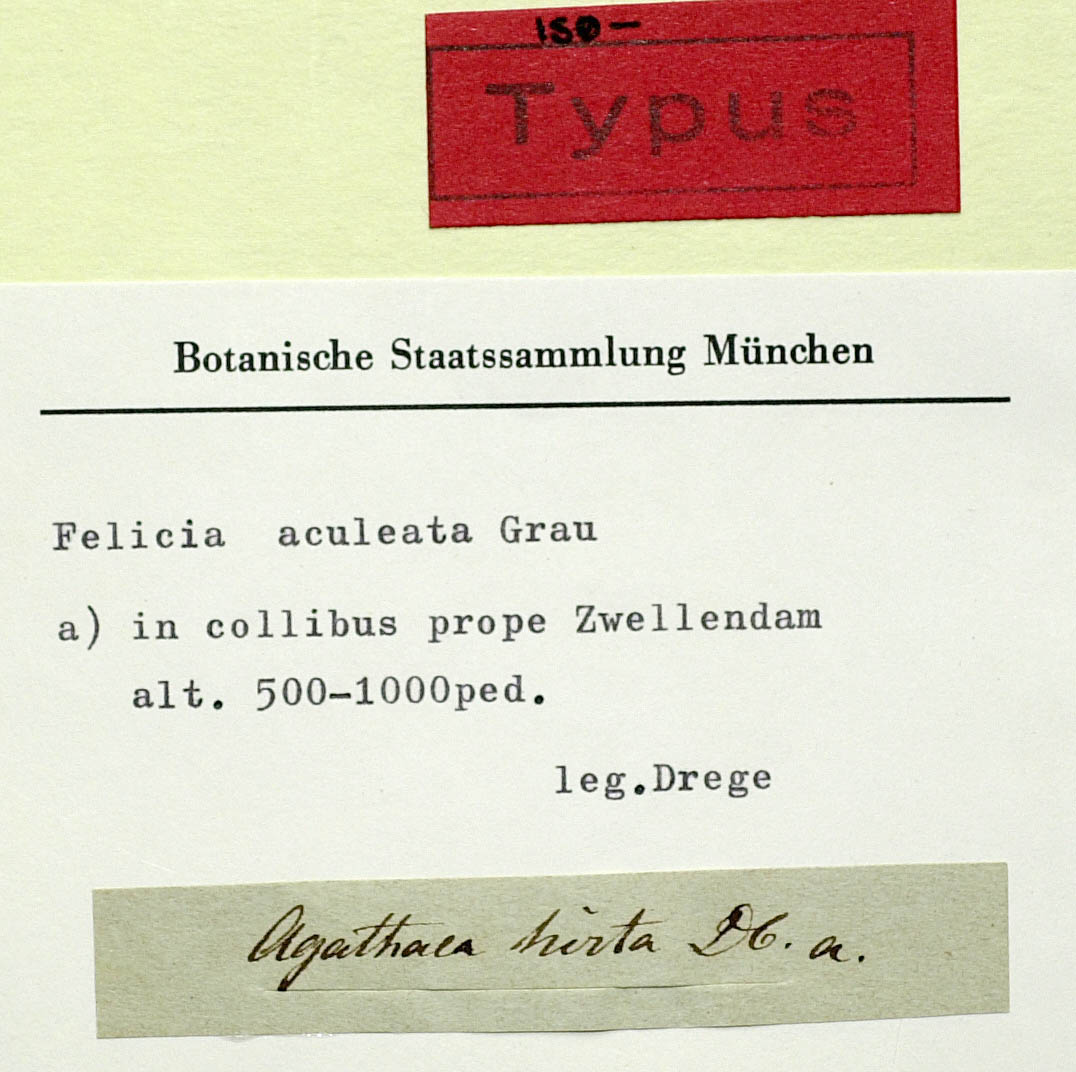 iso-
Typus
Botanische Staatssammlung München
Felicia aculeata Grau
a) in collibus prope Zwellendam
alt. 500-1000ped.
leg.Drege
Agathaea hirta DC. a.